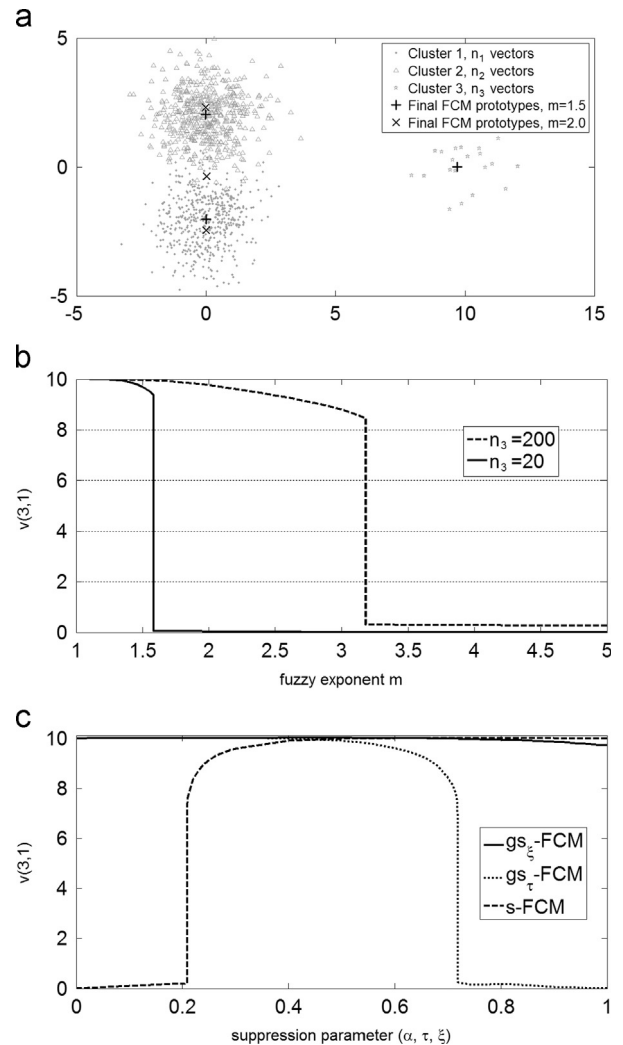 a
5
0
-5
-5
0
5
10
15
Cluster 1, n₁ vectors
Cluster 2, n₂ vectors
Cluster 3, n₃ vectors
Final FCM prototypes, m=1.5
Final FCM prototypes, m=2.0
b
10
8
6
4
2
0
v(3,1)
n₃ =200
n₃ =20
1 1.5 2 2.5 3 3.5 4 4.5 5
fuzzy exponent m
c
10
8
6
4
2
0
v(3,1)
gsξ-FCM
gsτ-FCM
s-FCM
0 0.2 0.4 0.6 0.8 1
suppression parameter (α, τ, ξ)